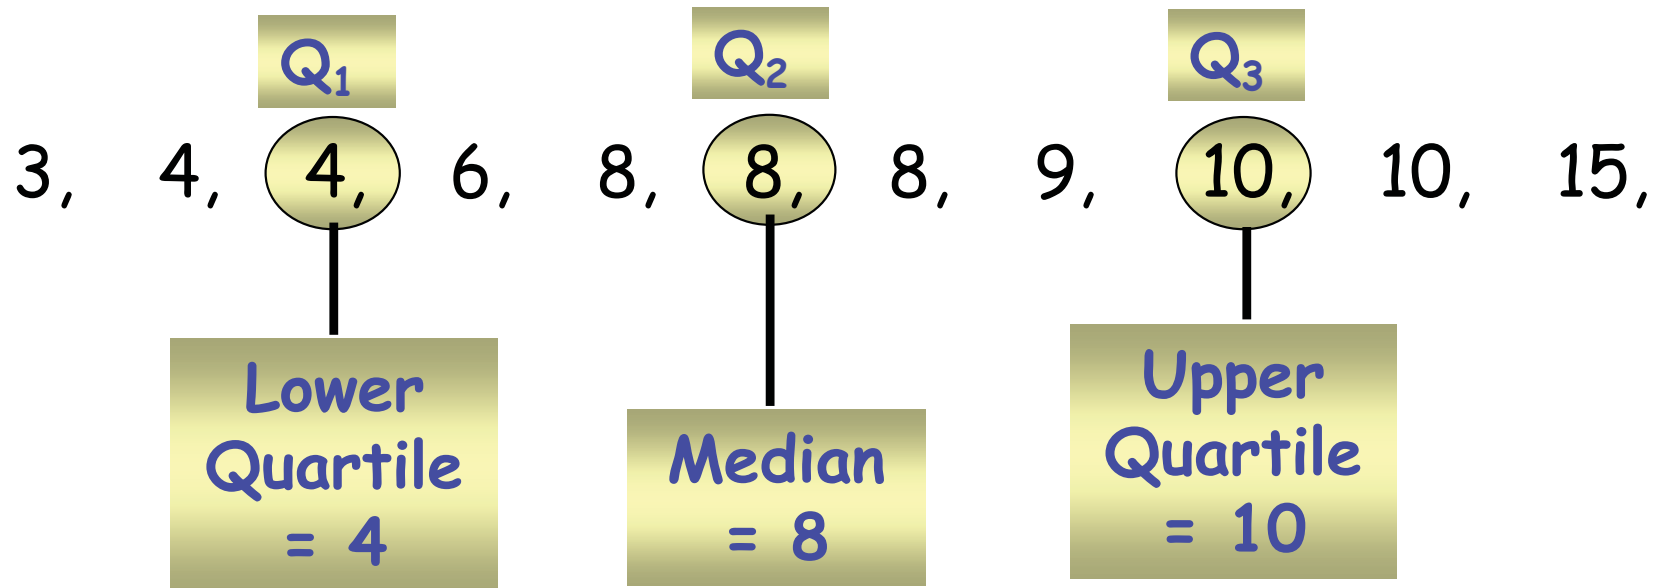 Q₁ Q₂ Q₃
3, 4, 4, 6, 8, 8, 8, 9, 10, 10, 15,
Lower
Quartile
= 4
Median
= 8
Upper
Quartile
= 10